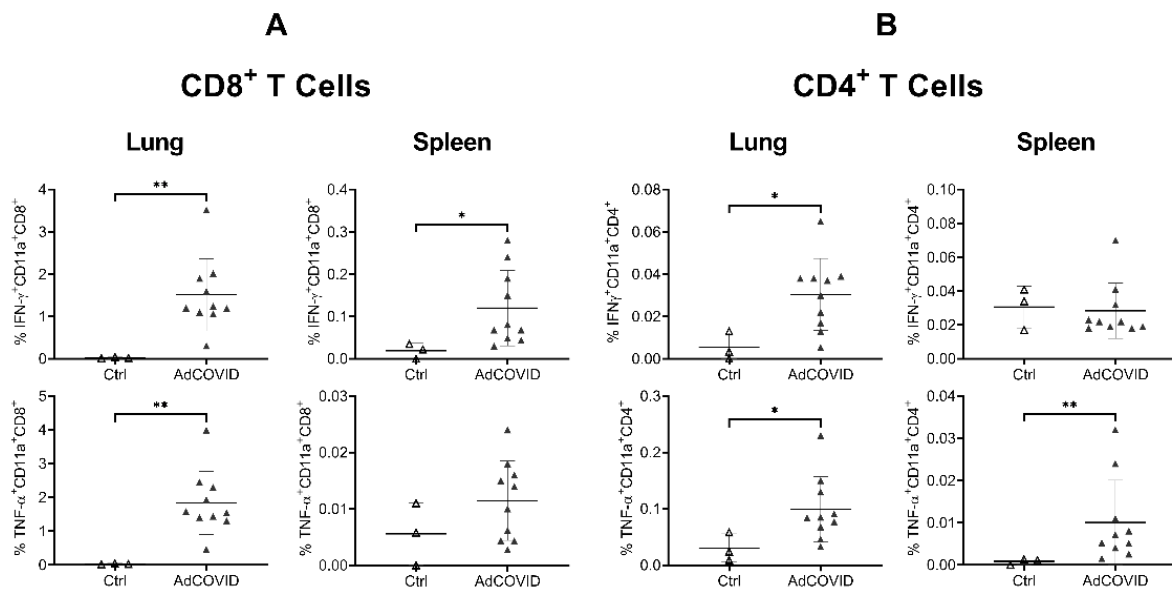 A
CD8⁺ T Cells
Lung
Spleen
% IFN-γ⁺CD11a⁺CD8⁺
4
3
2
1
0
**
Ctrl
AdCOVID
% IFN-γ⁺CD11a⁺CD8⁺
0.4
0.3
0.2
0.1
0.0
*
Ctrl
AdCOVID
% TNF-α⁺CD11a⁺CD8⁺
5
4
3
2
1
0
**
Ctrl
AdCOVID
% TNF-α⁺CD11a⁺CD8⁺
0.03
0.02
0.01
0.00
Ctrl
AdCOVID
B
CD4⁺ T Cells
Lung
Spleen
% IFNγ⁺CD11a⁺CD4⁺
0.08
0.06
0.04
0.02
0.00
*
Ctrl
AdCOVID
% IFN-γ⁺CD11a⁺CD4⁺
0.10
0.08
0.06
0.04
0.02
0.00
Ctrl
AdCOVID
% TNF-α⁺CD11a⁺CD4⁺
0.3
0.2
0.1
0.0
*
Ctrl
AdCOVID
% TNF-α⁺CD11a⁺CD4⁺
0.04
0.03
0.02
0.01
0.00
**
Ctrl
AdCOVID